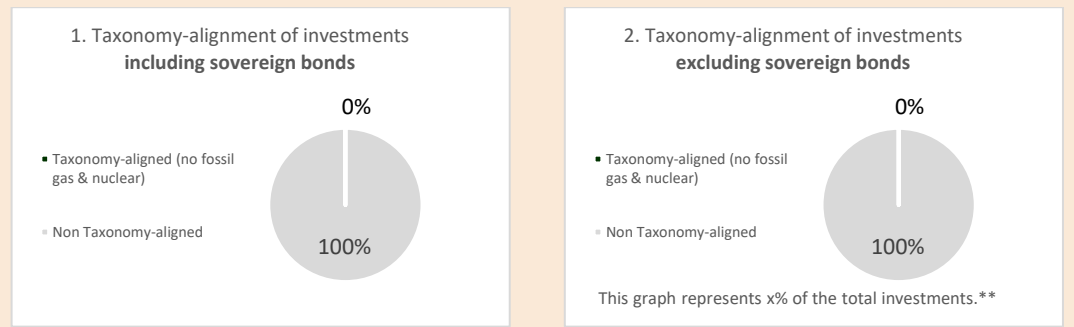 1. Taxonomy-alignment of investments
including sovereign bonds
0%
Taxonomy-aligned (no fossil
gas & nuclear)
Non Taxonomy-aligned
100%
2. Taxonomy-alignment of investments
excluding sovereign bonds
0%
Taxonomy-aligned (no fossil
gas & nuclear)
Non Taxonomy-aligned
100%
This graph represents x% of the total investments.**